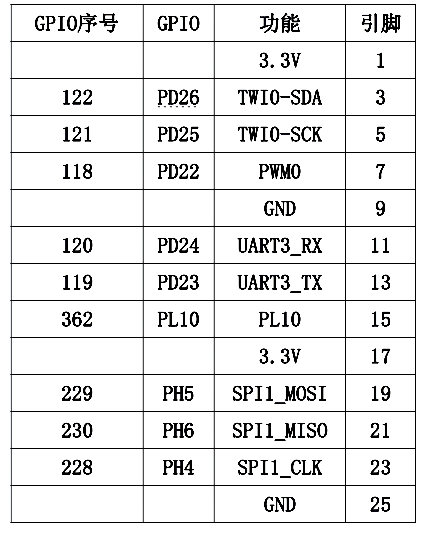 GPIO序号 GPIO 功能 引脚
3.3V 1
122 PD26 TWI0-SDA 3
121 PD25 TWI0-SCK 5
118 PD22 PWM0 7
GND 9
120 PD24 UART3_RX 11
119 PD23 UART3_TX 13
362 PL10 PL10 15
3.3V 17
229 PH5 SPI1_MOSI 19
230 PH6 SPI1_MISO 21
228 PH4 SPI1_CLK 23
GND 25